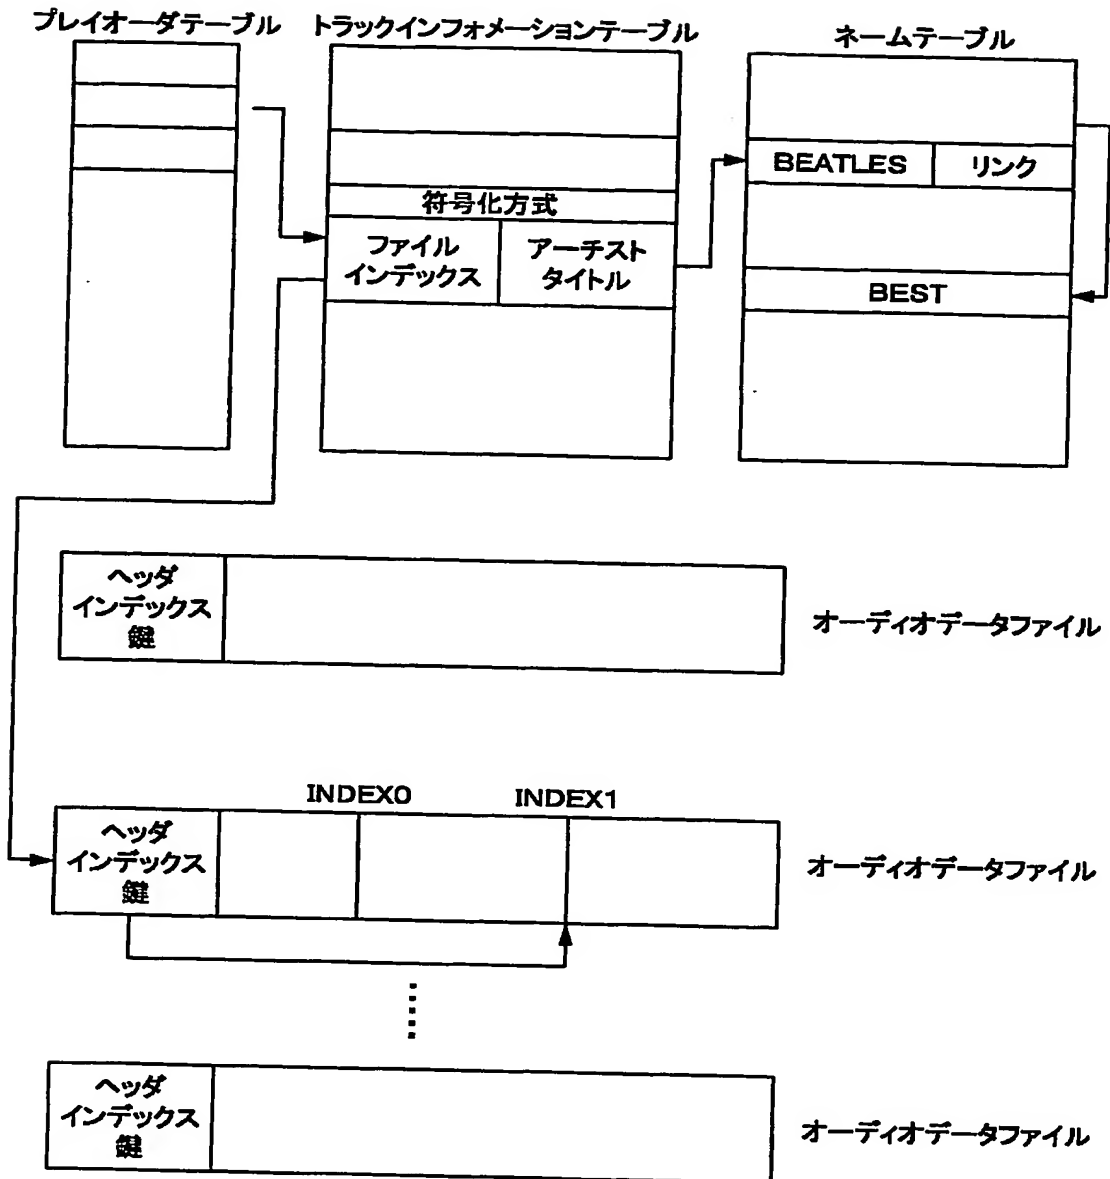 プレイオーダテーブル
トラックインフォメーションテーブル
ネームテーブル
BEATLES
リンク
符号化方式
ファイル
インデックス
アーチスト
タイトル
BEST
ヘッダ
インデックス
鍵
オーディオデータファイル
INDEX0
INDEX1
ヘッダ
インデックス
鍵
オーディオデータファイル
ヘッダ
インデックス
鍵
オーディオデータファイル